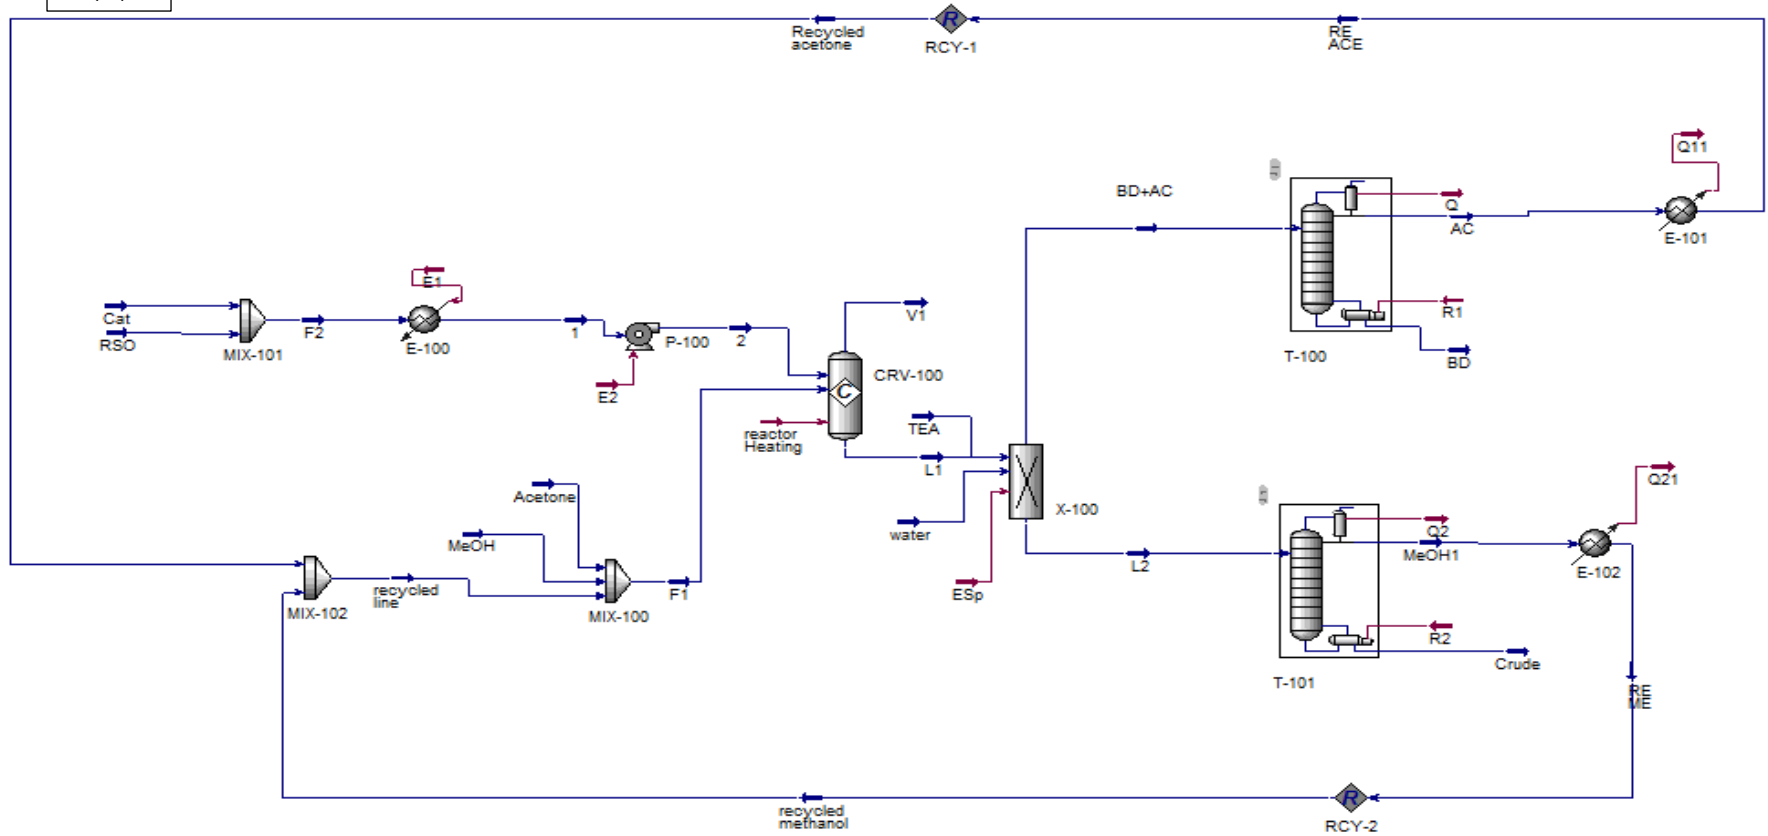 Recycled
acetone
R
RCY-1
RE
ACE
Q11
E-101
BD+AC
Q
AC
R1
T-100
BD
Cat
RSO
MIX-101
F2
E1
E-100
1
E2
P-100
2
V1
CRV-100
C
reactor
Heating
TEA
L1
water
X-100
ESp
L2
Acetone
MeOH
MIX-100
F1
MIX-102
recycled
line
Q2
MeOH1
R2
T-101
Crude
Q21
E-102
RE
ME
recycled
methanol
R
RCY-2